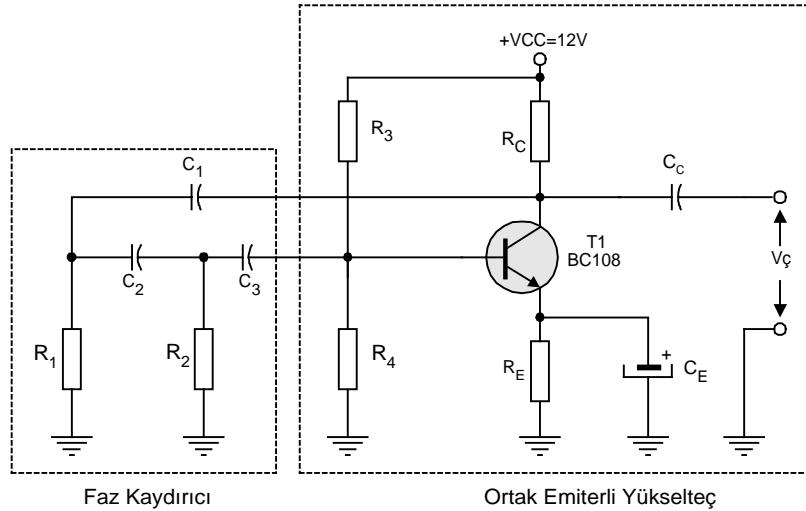 +VCC=12V
R3
RC
C1
CC
T1
BC108
C2
C3
Vç
R1
R2
R4
RE
+
CE
Faz Kaydırıcı
Ortak Emiterli Yükselteç